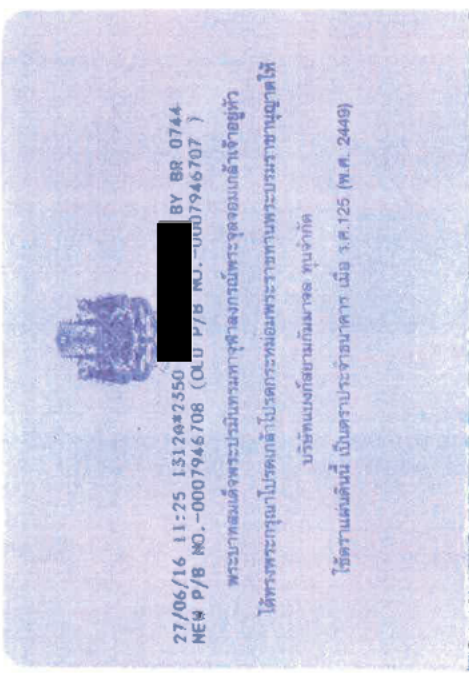 27/06/16 11:25 1312A#2350 BY BR 0744
NEW P/B NO.-0007946708 (OLD P/B NO.-0007946707 )
พระบาทสมเด็จพระปรมินทรมหาจุฬาลงกรณ์พระจุลจอมเกล้าเจ้าอยู่หัว
ได้ทรงพระกรุณาโปรดเกล้าโปรดกระหม่อมพระราชทานพระบรมราชานุญาตให้
บริษัทแบงก์สยามกัมมาจล ทุนจำกัด
ใช้ตราแผ่นดินนี้ เป็นตราประจำธนาคาร เมื่อ ร.ศ.125 (พ.ศ. 2449)